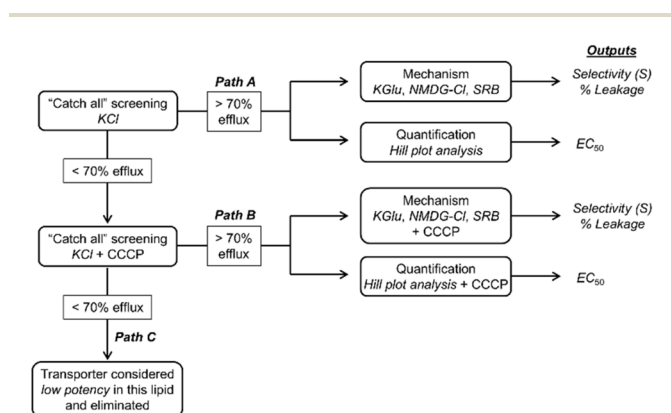 Outputs
Path A
Mechanism
KGlu, NMDG-Cl, SRB
Selectivity (S)
% Leakage
"Catch all" screening
KCl
> 70%
efflux
Quantification
Hill plot analysis
EC50
< 70% efflux
Path B
Mechanism
KGlu, NMDG-Cl, SRB
+ CCCP
Selectivity (S)
% Leakage
"Catch all" screening
KCl + CCCP
> 70%
efflux
Quantification
Hill plot analysis + CCCP
EC50
< 70% efflux
Path C
Transporter considered
low potency in this lipid
and eliminated